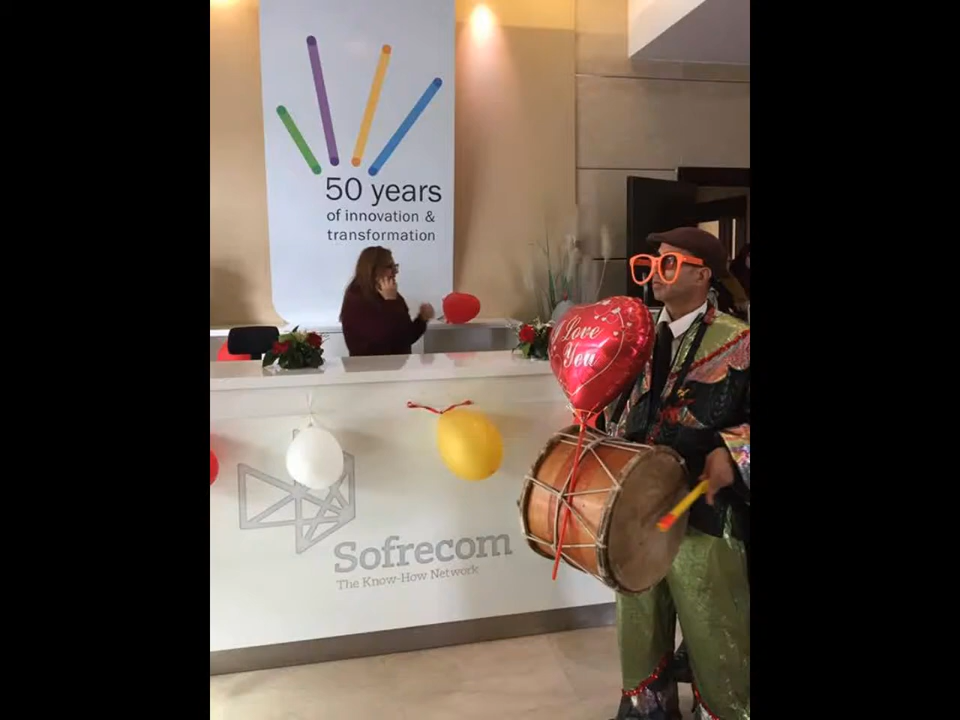 50 years
of innovation &
transformation
I Love
You
Sofrecom
The Know-How Network